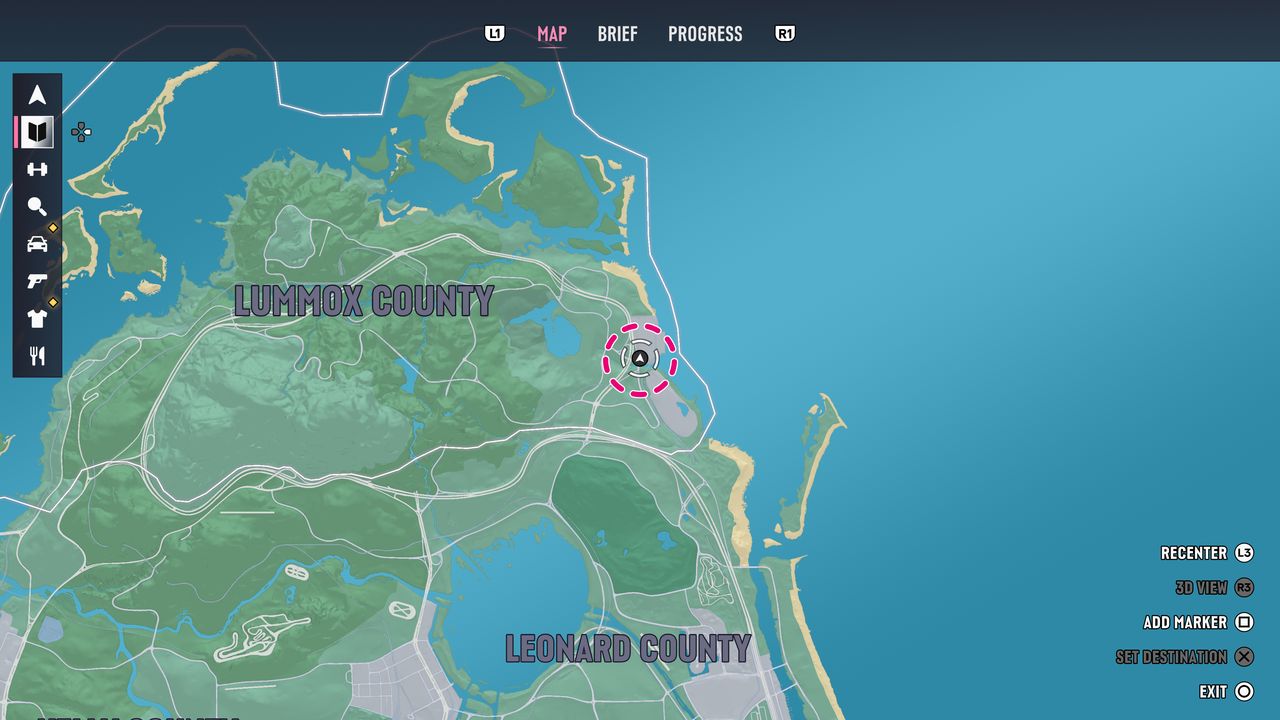 L1 MAP BRIEF PROGRESS R1
LUMMOX COUNTY
RECENTER L3
3D VIEW R3
ADD MARKER
LEONARD COUNTY
SET DESTINATION
EXIT
COUNTY